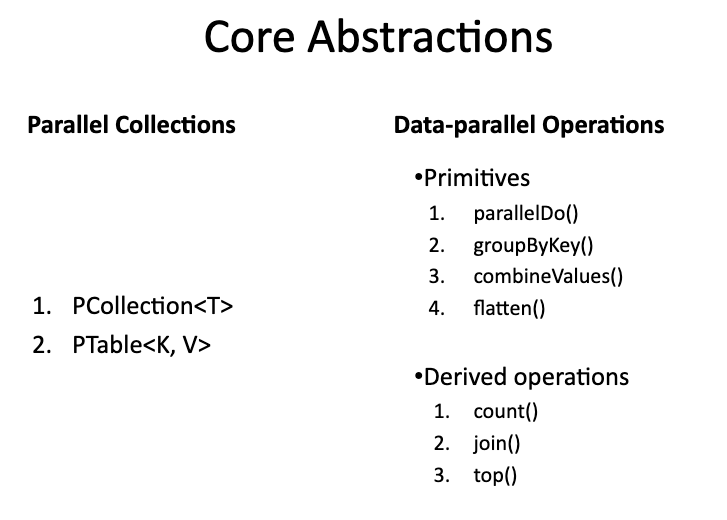 Core Abstractions
Parallel Collections
1. PCollection<T>
2. PTable<K, V>
Data-parallel Operations
•Primitives
1. parallelDo()
2. groupByKey()
3. combineValues()
4. flatten()
•Derived operations
1. count()
2. join()
3. top()